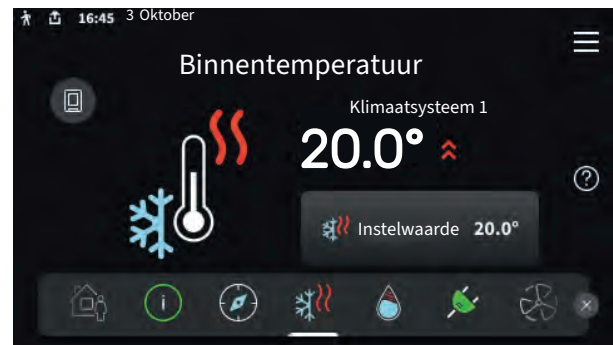 16:45 3 Oktober
Binnentemperatuur
Klimaatsysteem 1
20.0°
Instelwaarde 20.0°